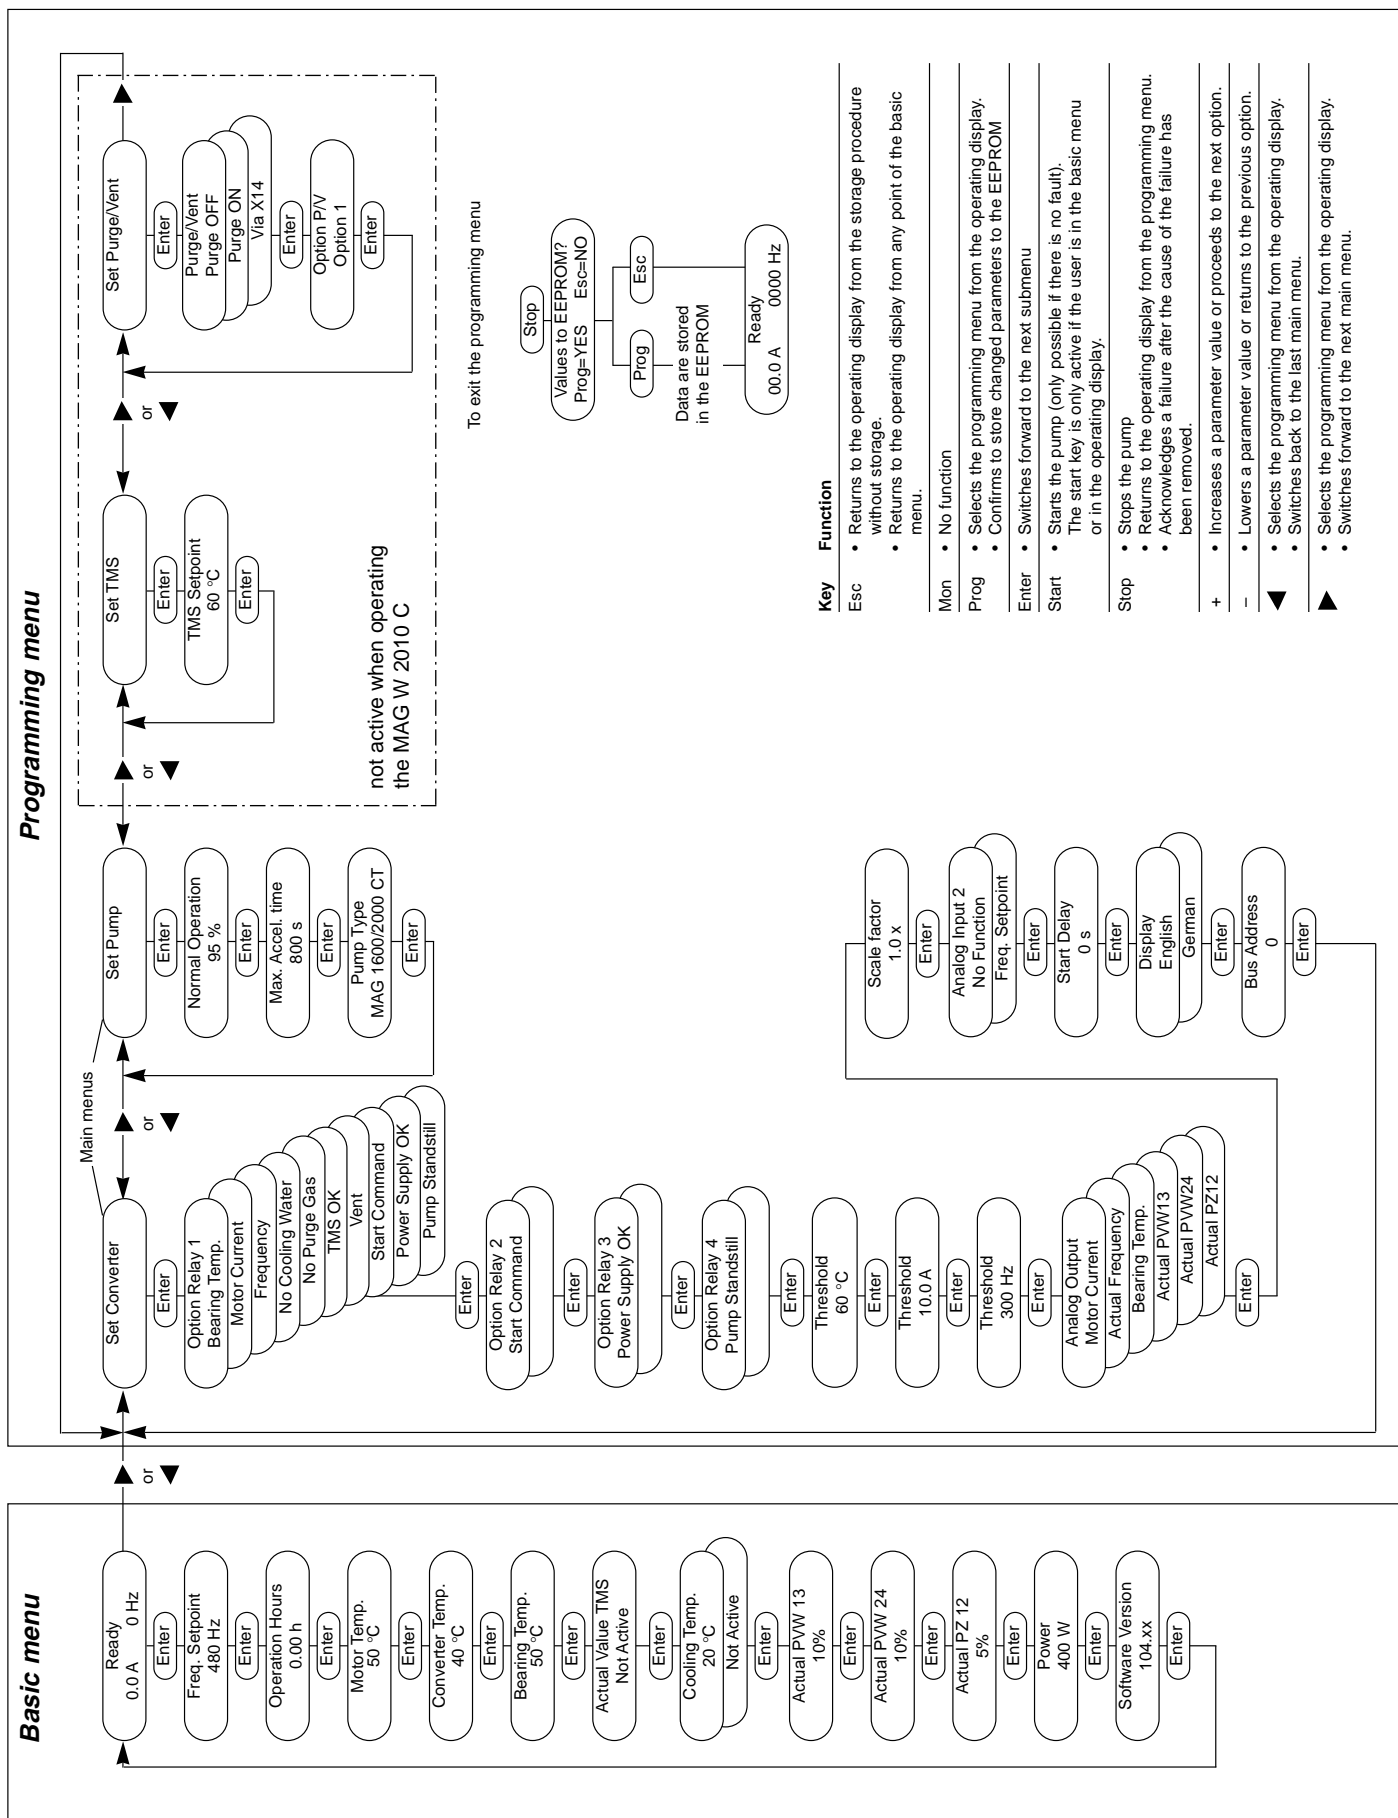 Basic menu
Ready
0.0 A 0 Hz
Enter
Freq. Setpoint
480 Hz
Enter
Operation Hours
0.00 h
Enter
Motor Temp.
50 °C
Enter
Converter Temp.
40 °C
Enter
Bearing Temp.
50 °C
Enter
Actual Value TMS
Not Active
Enter
Cooling Temp.
20 °C
Not Active
Enter
Actual PVW 13
10%
Enter
Actual PVW 24
10%
Enter
Actual PZ 12
5%
Enter
Power
400 W
Enter
Software Version
104.xx
Enter
or
Programming menu
Main menus
Set Converter
Enter
Option Relay 1
Bearing Temp.
Motor Current
Frequency
No Cooling Water
No Purge Gas
TMS OK
Vent
Start Command
Power Supply OK
Pump Standstill
Enter
Option Relay 2
Start Command
Enter
Option Relay 3
Power Supply OK
Enter
Option Relay 4
Pump Standstill
Enter
Threshold
60 °C
Enter
Threshold
10.0 A
Enter
Threshold
300 Hz
Enter
Analog Output
Motor Current
Actual Frequency
Bearing Temp.
Actual PVW13
Actual PVW24
Actual PZ12
Enter
Scale factor
1.0 x
Enter
Analog Input 2
No Function
Freq. Setpoint
Enter
Start Delay
0 s
Enter
Display
English
German
Enter
Bus Address
0
Enter
or
Set Pump
Enter
Normal Operation
95 %
Enter
Max. Accel. time
800 s
Enter
Pump Type
MAG 1600/2000 CT
Enter
or
Set TMS
Enter
TMS Setpoint
60 °C
Enter
or
Set Purge/Vent
Enter
Purge/Vent
Purge OFF
Purge ON
Via X14
Enter
Option P/V
Option 1
Enter
not active when operating
the MAG W 2010 C
To exit the programming menu
Stop
Values to EEPROM?
Prog=YES Esc=NO
Prog
Esc
Data are stored
in the EEPROM
Ready
00.0 A 0000 Hz
Key Function
Esc • Returns to the operating display from the storage procedure
without storage.
• Returns to the operating display from any point of the basic
menu.
Mon • No function
Prog • Selects the programming menu from the operating display.
• Confirms to store changed parameters to the EEPROM
Enter • Switches forward to the next submenu
Start • Starts the pump (only possible if there is no fault).
The start key is only active if the user is in the basic menu
or in the operating display.
Stop • Stops the pump
• Returns to the operating display from the programming menu.
• Acknowledges a failure after the cause of the failure has
been removed.
+ • Increases a parameter value or proceeds to the next option.
– • Lowers a parameter value or returns to the previous option.
◀ • Selects the programming menu from the operating display.
• Switches back to the last main menu.
▶ • Selects the programming menu from the operating display.
• Switches forward to the next main menu.